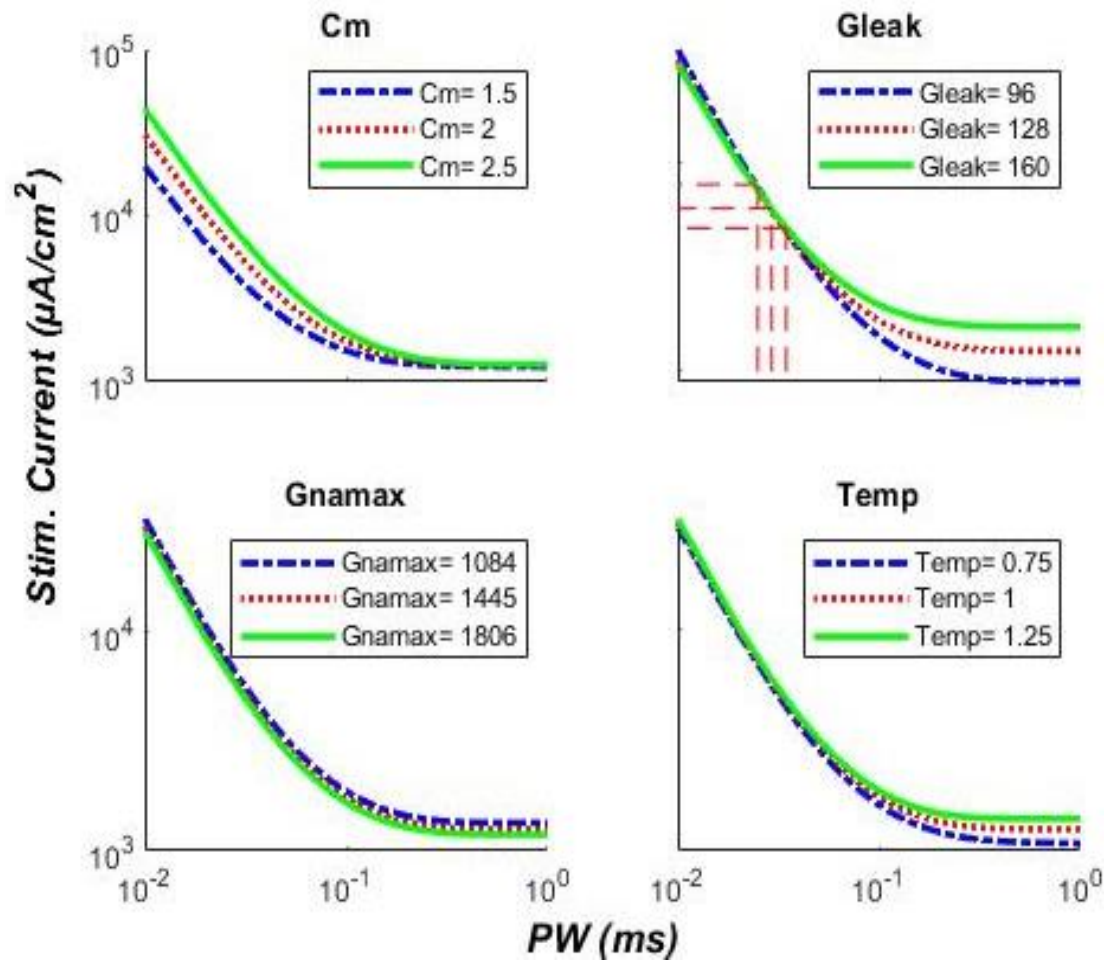 Cm
Gleak
10^5
Cm= 1.5
Cm= 2
Cm= 2.5
Gleak= 96
Gleak= 128
Gleak= 160
10^4
10^3
Stim. Current (µA/cm^2)
Gnamax
Temp
Gnamax= 1084
Gnamax= 1445
Gnamax= 1806
Temp= 0.75
Temp= 1
Temp= 1.25
10^4
10^3
10^-2
10^-1
10^0
10^-2
10^-1
10^0
PW (ms)